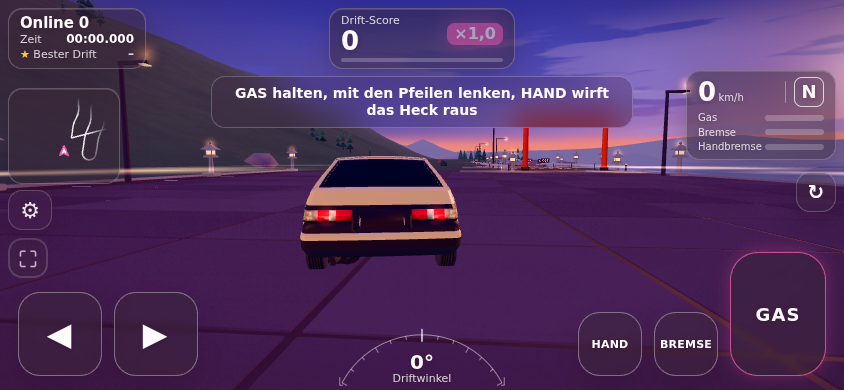 Online 0
Zeit 00:00.000
★ Bester Drift –
Drift-Score
0
×1,0
GAS halten, mit den Pfeilen lenken, HAND wirft
das Heck raus
0 km/h
N
Gas
Bremse
Handbremse
HAND
BREMSE
GAS
0°
Driftwinkel